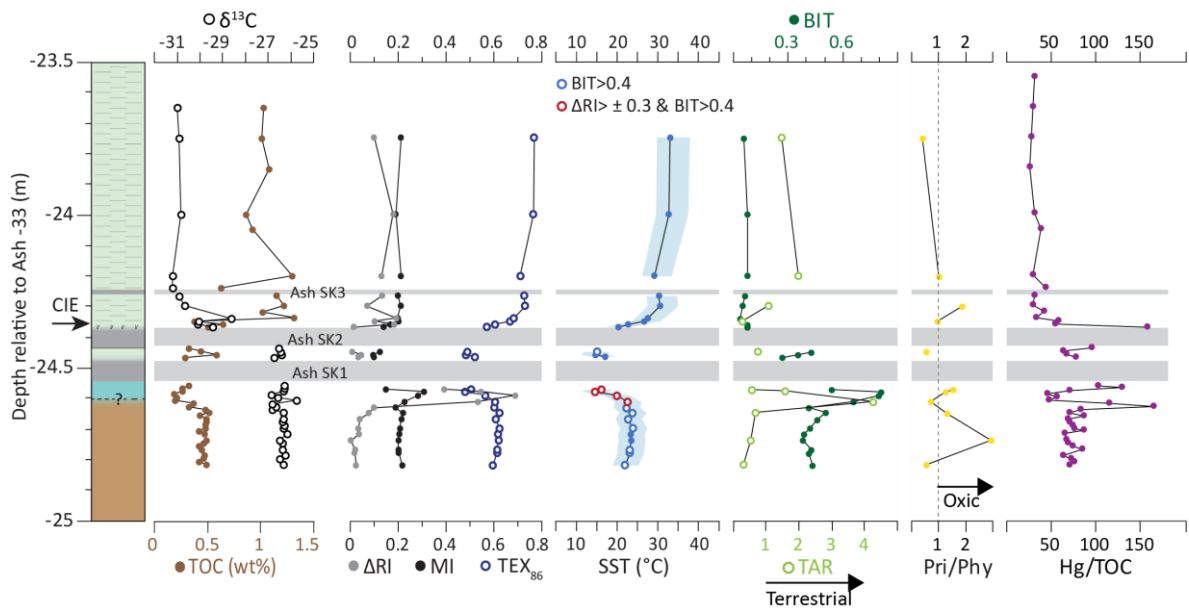 δ¹³C
BIT
-31 -29 -27 -25
0 0.2 0.4 0.6 0.8
10 20 30 40
0.3 0.6
1 2
50 100 150
-23.5
-24
-24.5
-25
Depth relative to Ash -33 (m)
CIE
?
BIT>0.4
ΔRI> ± 0.3 & BIT>0.4
Ash SK3
Ash SK2
Ash SK1
Oxic
0 0.5 1 1.5
0 0.2 0.4 0.6 0.8
10 20 30 40
1 2 3 4
1 2
50 100 150
TOC (wt%)
ΔRI MI TEX₈₆
SST (°C)
TAR
Terrestrial
Pri/Phy
Hg/TOC